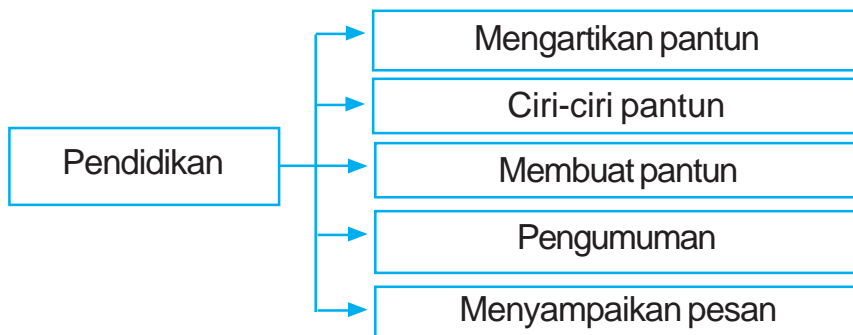 Pendidikan
Mengartikan pantun
Ciri-ciri pantun
Membuat pantun
Pengumuman
Menyampaikan pesan